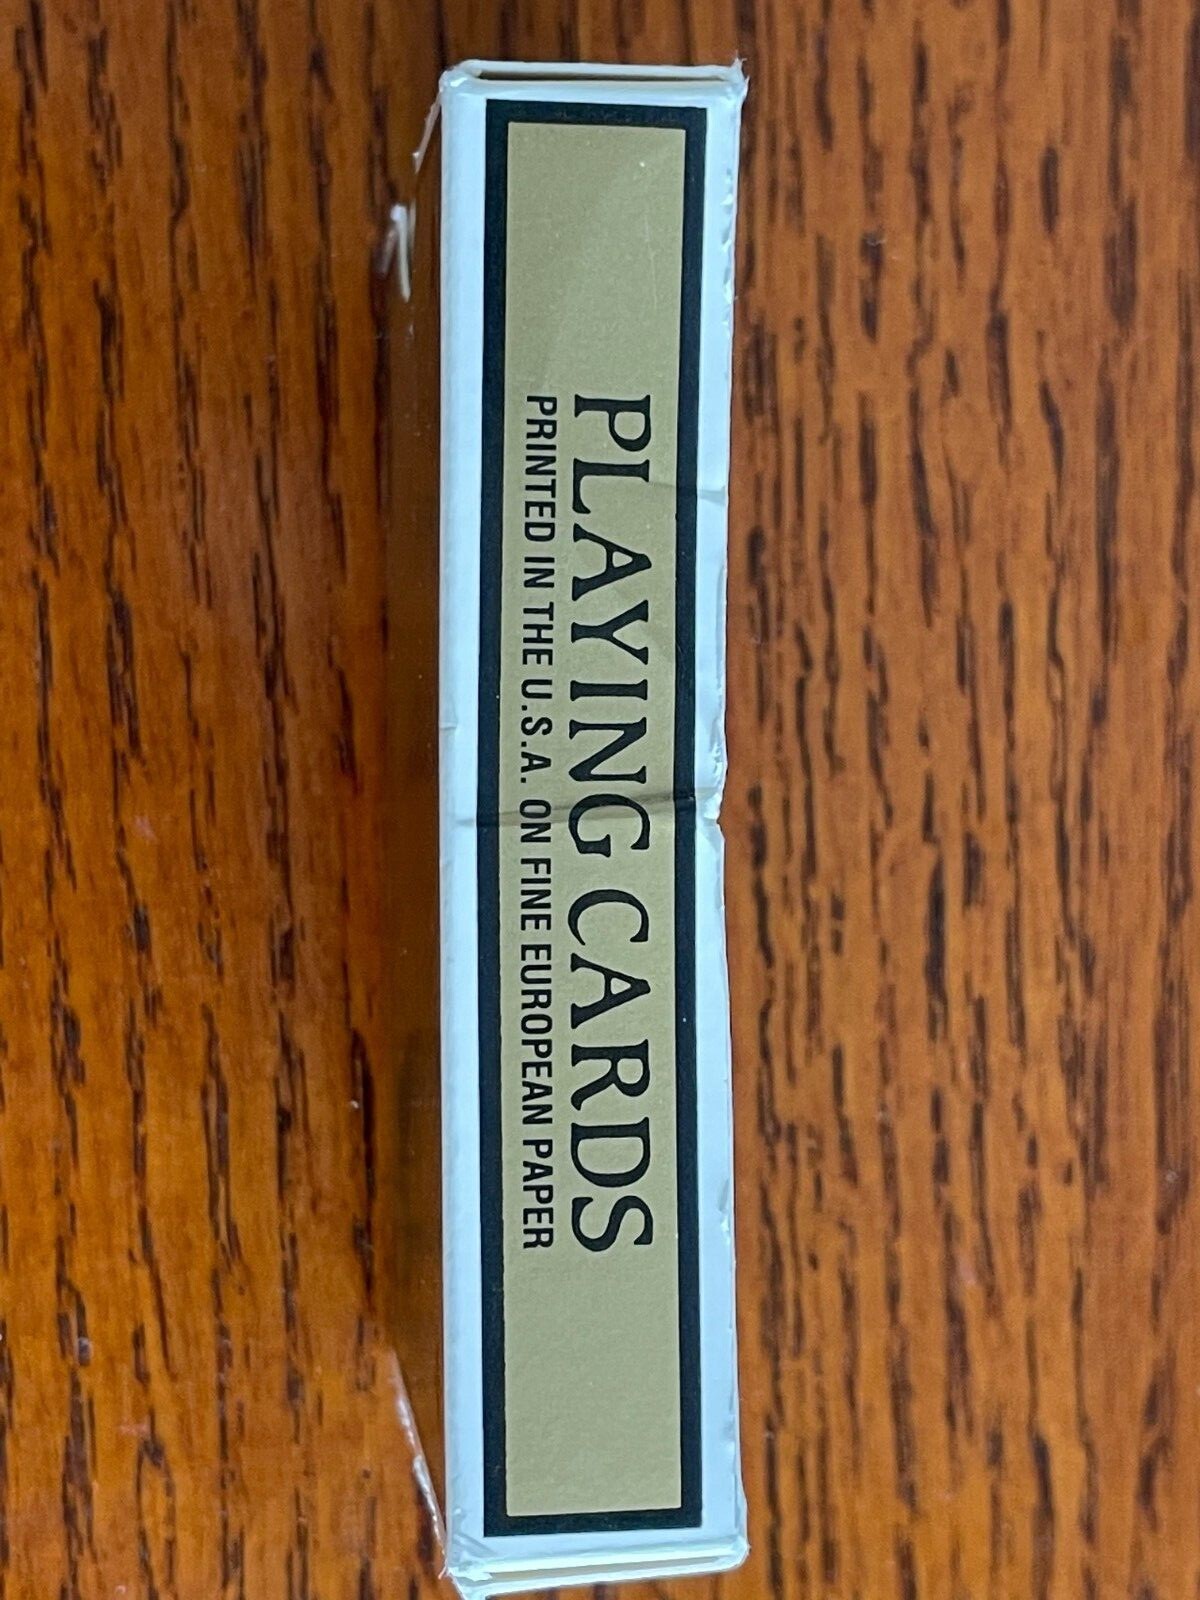 PLAYING CARDS
PRINTED IN THE U.S.A. ON FINE EUROPEAN PAPER